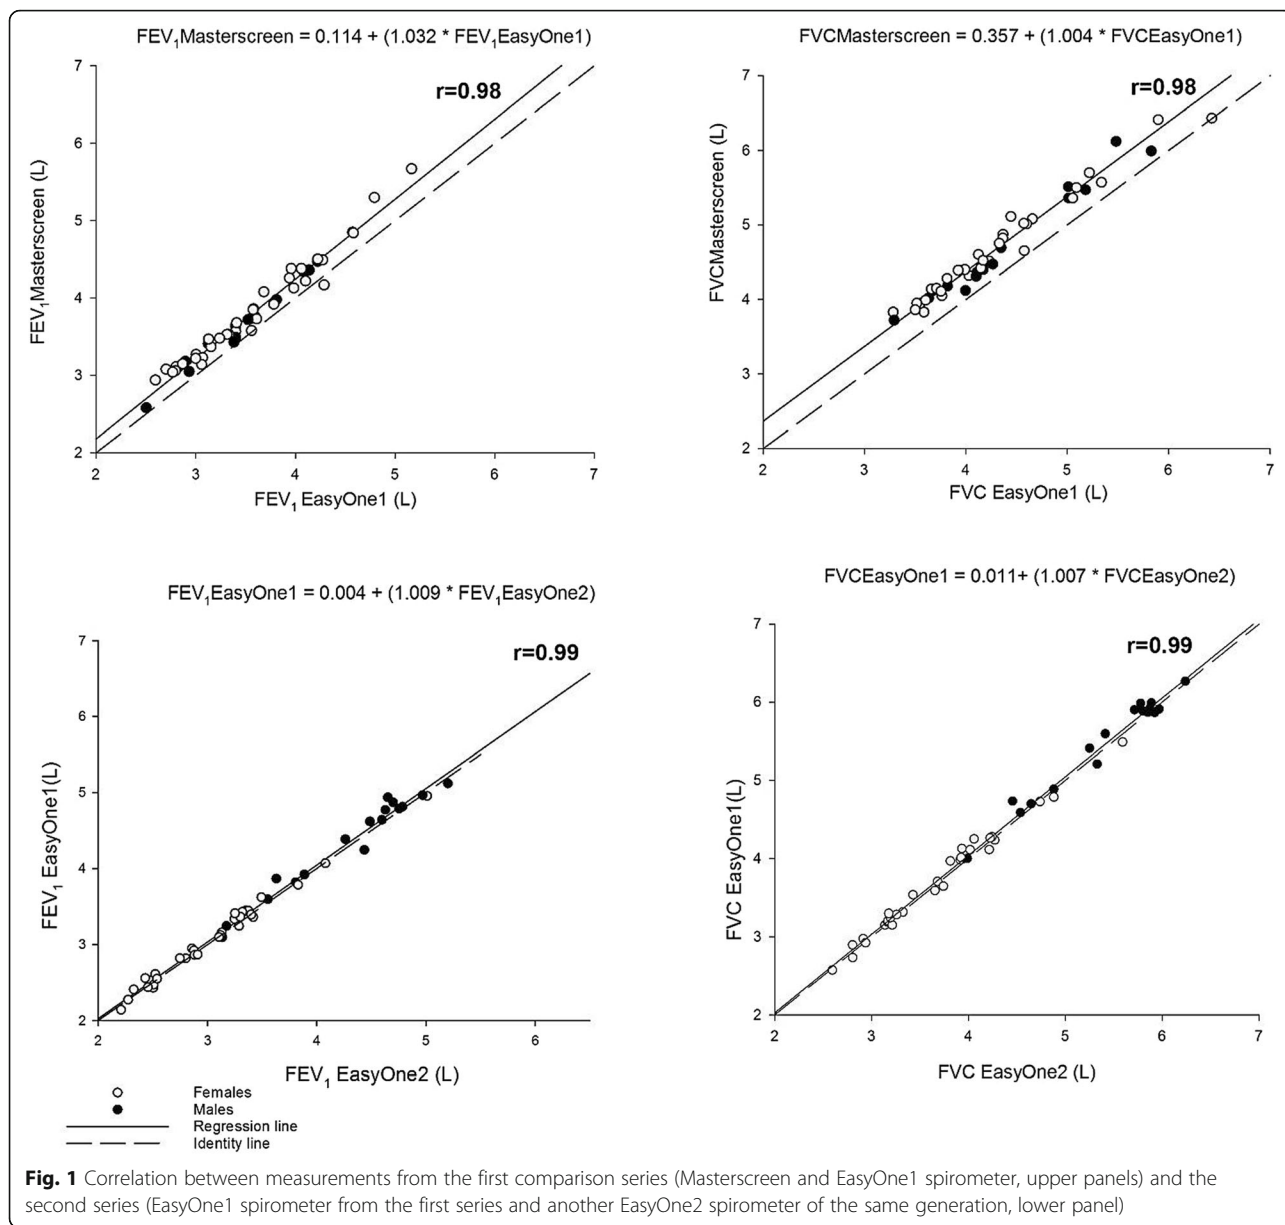 FEV₁Masterscreen = 0.114 + (1.032 * FEV₁EasyOne1)
7
6
5
4
3
2
FEV₁Masterscreen (L)
r=0.98
2 3 4 5 6 7
FEV₁ EasyOne1 (L)
FVCMasterscreen = 0.357 + (1.004 * FVCEasyOne1)
7
6
5
4
3
2
FVCMasterscreen (L)
r=0.98
2 3 4 5 6 7
FVC EasyOne1 (L)
FEV₁EasyOne1 = 0.004 + (1.009 * FEV₁EasyOne2)
7
6
5
4
3
2
FEV₁ EasyOne1(L)
r=0.99
2 3 4 5 6
FEV₁ EasyOne2 (L)
FVCEasyOne1 = 0.011+ (1.007 * FVCEasyOne2)
7
6
5
4
3
2
FVC EasyOne1(L)
r=0.99
2 3 4 5 6 7
FVC EasyOne2 (L)
Females
Males
Regression line
Identity line
Fig. 1 Correlation between measurements from the first comparison series (Masterscreen and EasyOne1 spirometer, upper panels) and the
second series (EasyOne1 spirometer from the first series and another EasyOne2 spirometer of the same generation, lower panel)